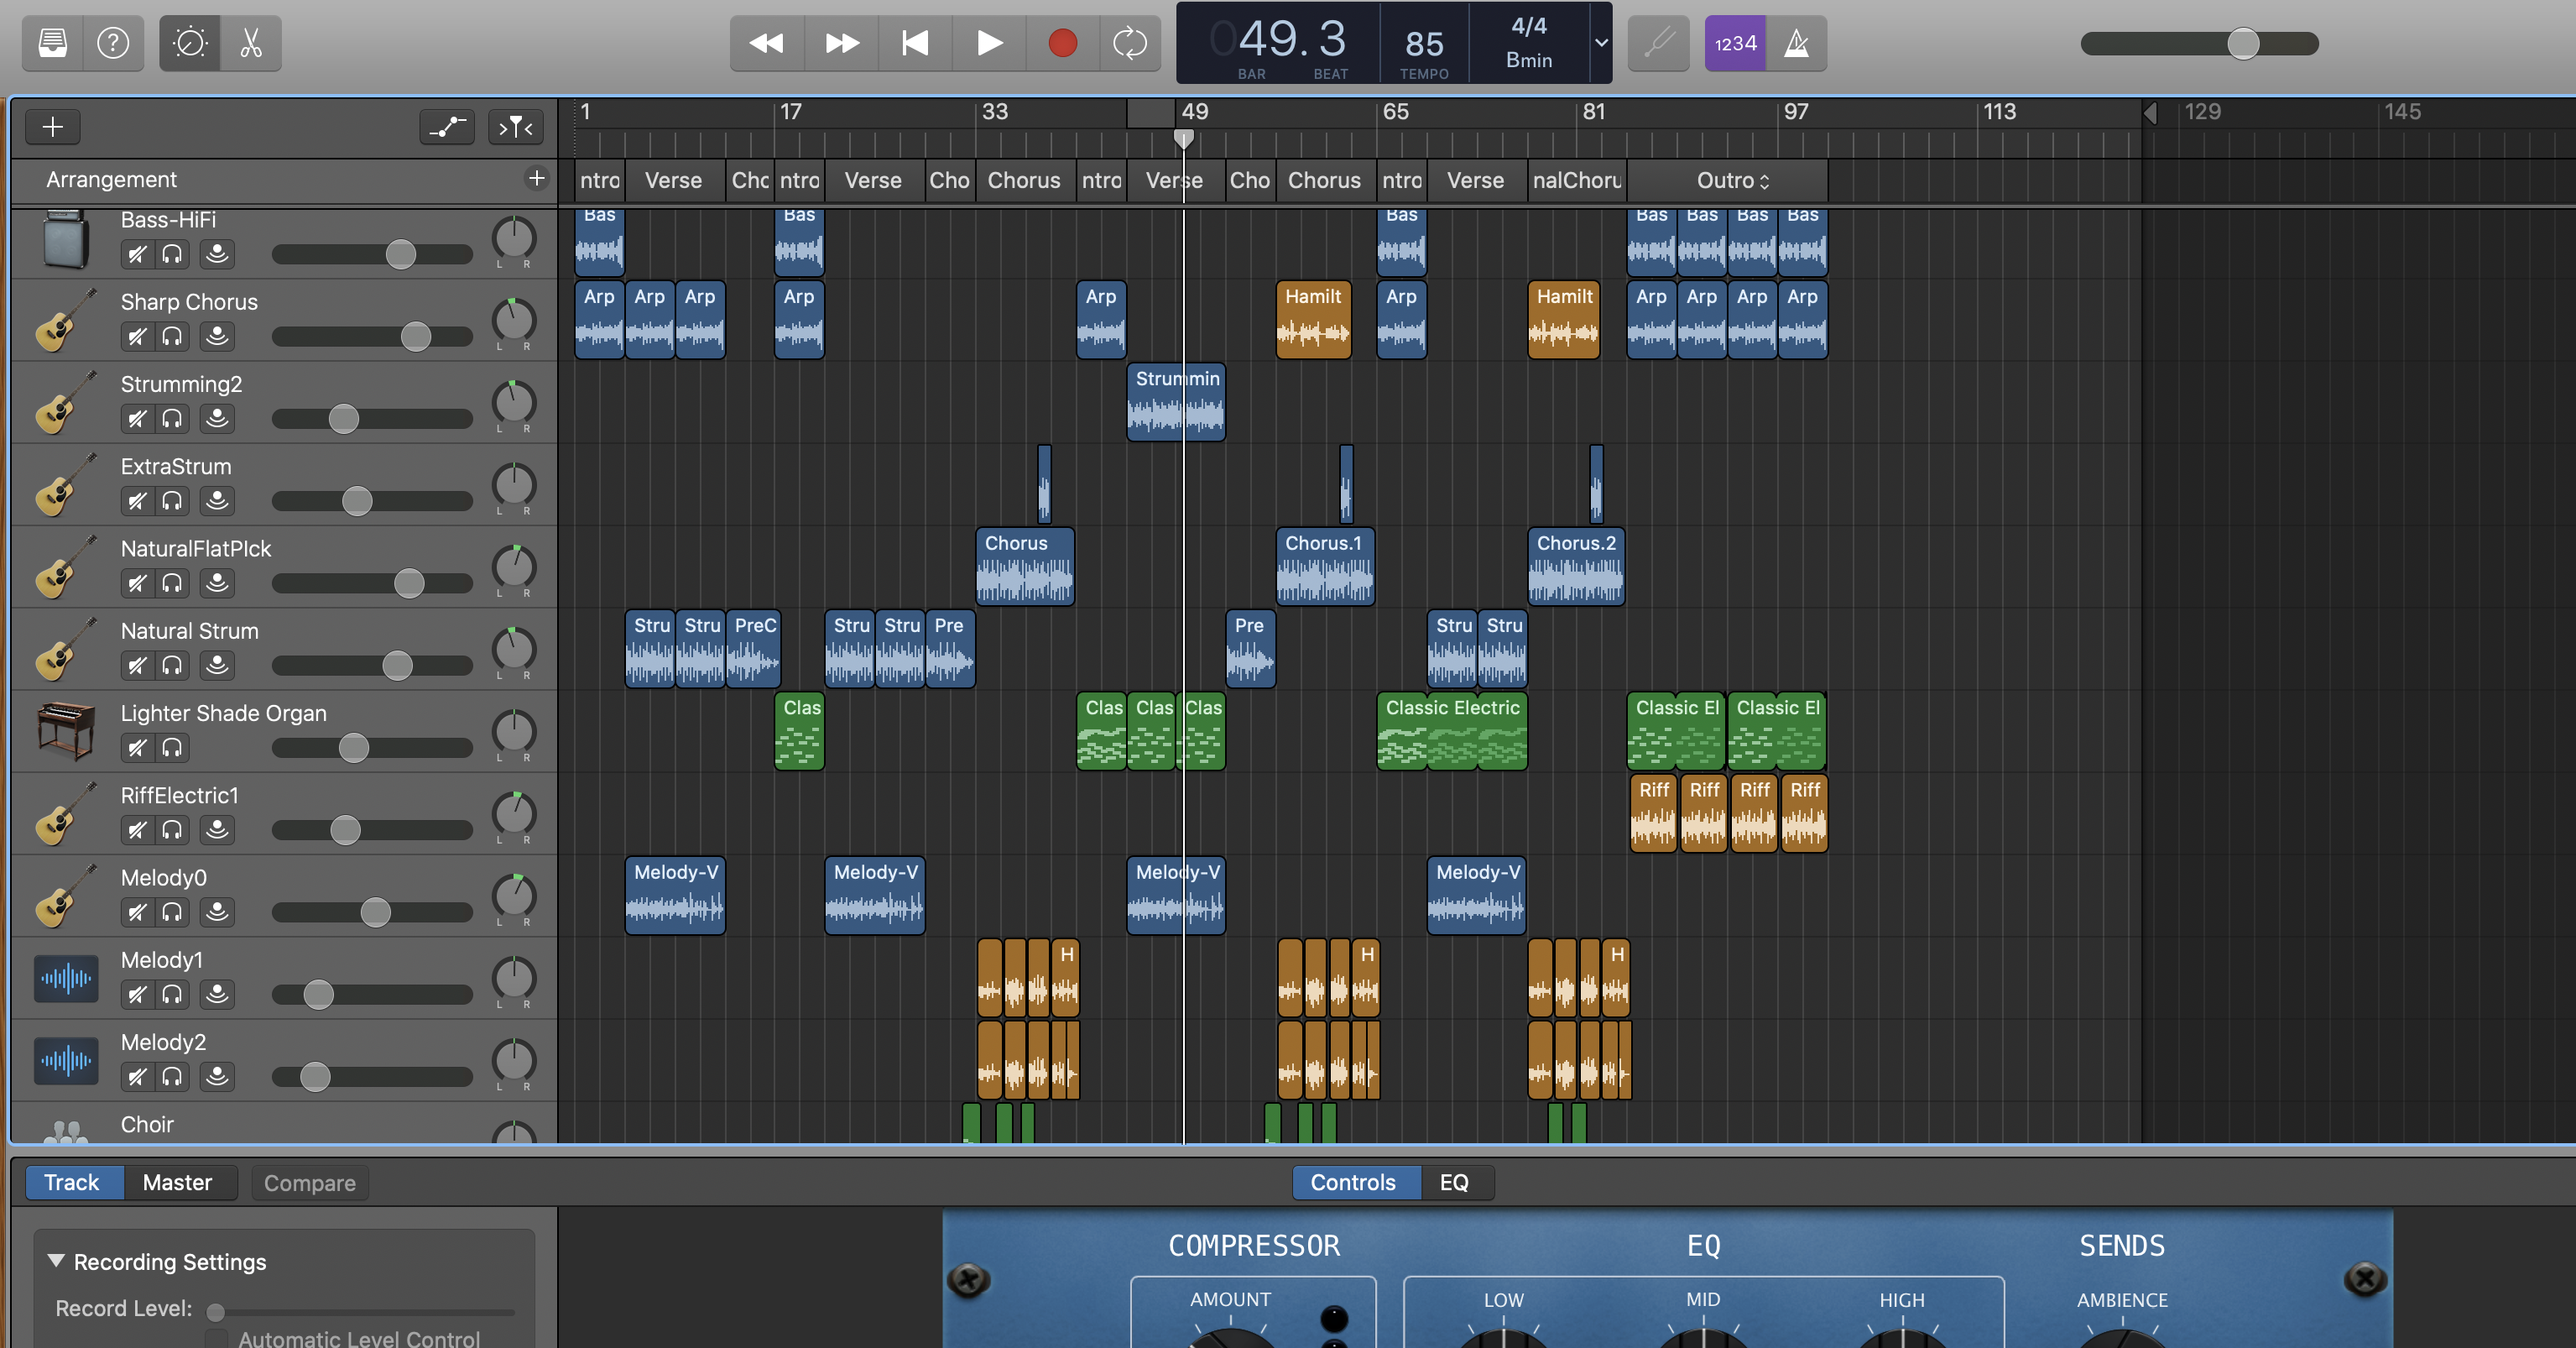 049. 3
BAR BEAT
85
TEMPO
4/4
Bmin
1234
1 17 33 49 65 81 97 113 129 145
Arrangement
ntro Verse Chc ntro Verse Cho Chorus ntro Verse Cho Chorus ntro Verse nalChoru Outro
Bass-HiFi
L R
Bas Bas Bas Bas Bas Bas Bas
Sharp Chorus
L R
Arp Arp Arp Arp Arp Hamilt Arp Hamilt Arp Arp Arp Arp
Strumming2
L R
Strummin
ExtraStrum
L R
NaturalFlatPIck
L R
Chorus Chorus.1 Chorus.2
Natural Strum
L R
Stru Stru PreC Stru Stru Pre Pre Stru Stru
Lighter Shade Organ
L R
Clas Clas Clas Clas Classic Electric Classic El Classic El
RiffElectric1
L R
Riff Riff Riff Riff
Melody0
L R
Melody-V Melody-V Melody-V Melody-V
Melody1
L R
H H H
Melody2
L R
Choir
Track Master Compare
Controls EQ
Recording Settings
Record Level:
Automatic Level Control
COMPRESSOR EQ SENDS
AMOUNT LOW MID HIGH AMBIENCE